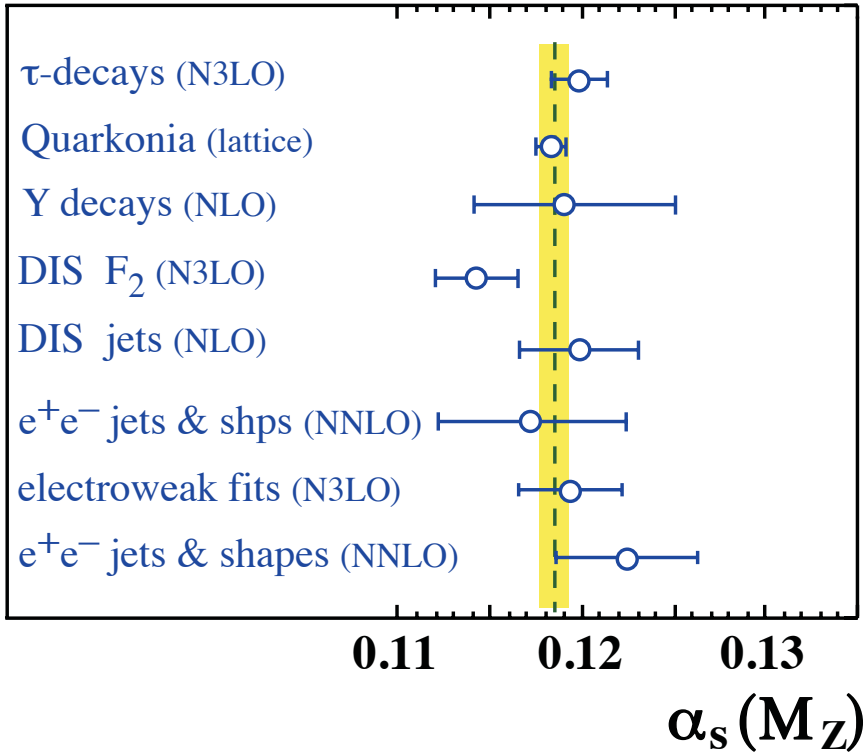 τ-decays (N3LO)
Quarkonia (lattice)
Υ decays (NLO)
DIS F₂ (N3LO)
DIS jets (NLO)
e⁺e⁻ jets & shps (NNLO)
electroweak fits (N3LO)
e⁺e⁻ jets & shapes (NNLO)
0.11 0.12 0.13
αₛ(M_Z)